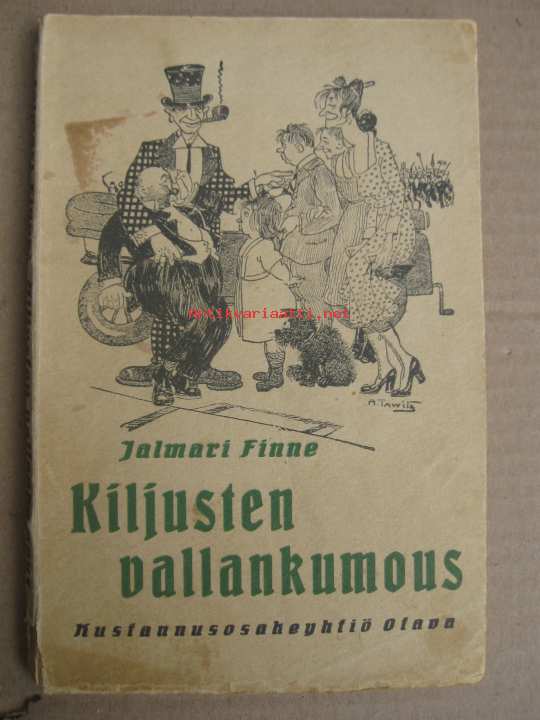 Antikvariaatti.net
A. TAWITZ
Jalmari Finne
Kiljusten
vallankumous
Kustannusosakeyhtiö Otava